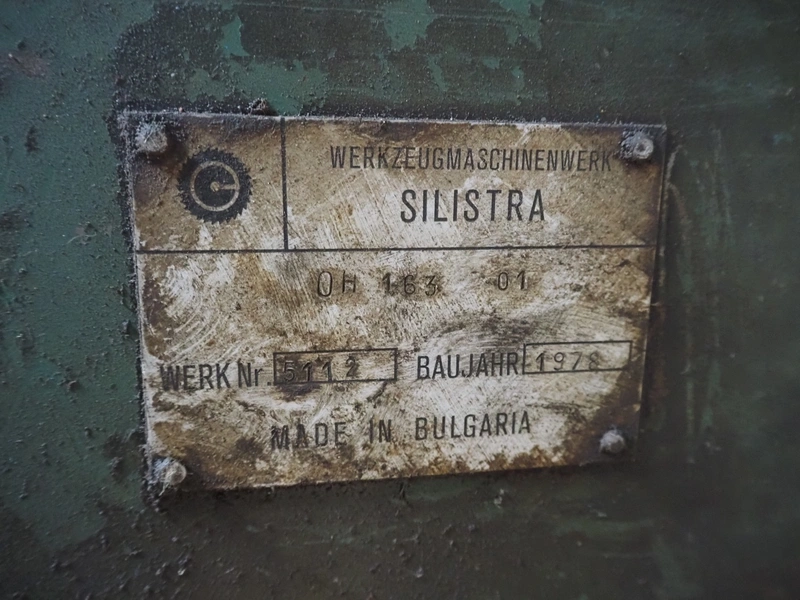 WERKZEUGMASCHINENWERK
SILISTRA
OH 163 01
WERK Nr. 5112 BAUJAHR 1978
MADE IN BULGARIA